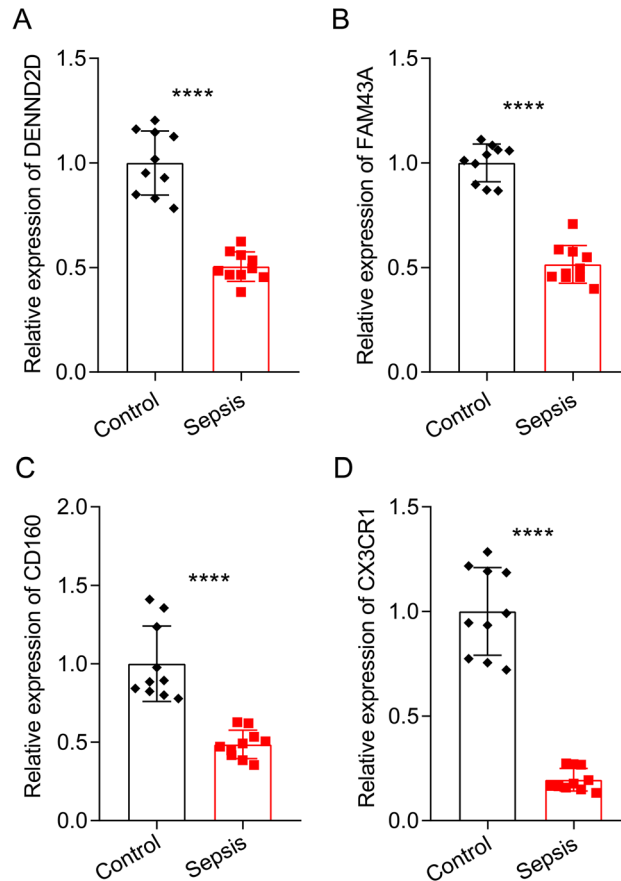 A
Relative expression of DENND2D
1.5
1.0
0.5
0.0
****
Control
Sepsis
B
Relative expression of FAM43A
1.5
1.0
0.5
0.0
****
Control
Sepsis
C
Relative expression of CD160
2.0
1.5
1.0
0.5
0.0
****
Control
Sepsis
D
Relative expression of CX3CR1
1.5
1.0
0.5
0.0
****
Control
Sepsis